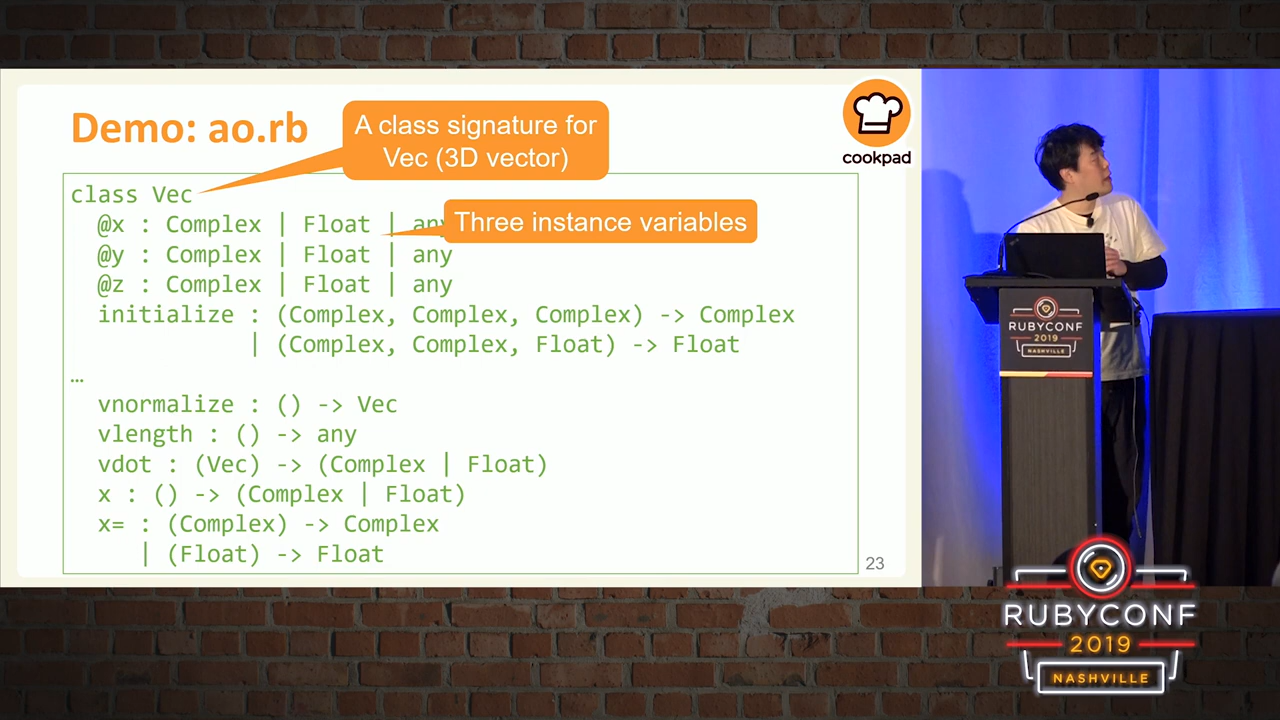 Demo: ao.rb
A class signature for
Vec (3D vector)
cookpad
class Vec
@x : Complex | Float | any
Three instance variables
@y : Complex | Float | any
@z : Complex | Float | any
initialize : (Complex, Complex, Complex) -> Complex
| (Complex, Complex, Float) -> Float
…
vnormalize : () -> Vec
vlength : () -> any
vdot : (Vec) -> (Complex | Float)
x : () -> (Complex | Float)
x= : (Complex) -> Complex
| (Float) -> Float
23
RUBYCONF
2019
NASHVILLE
RUBYCONF
2019
NASHVILLE